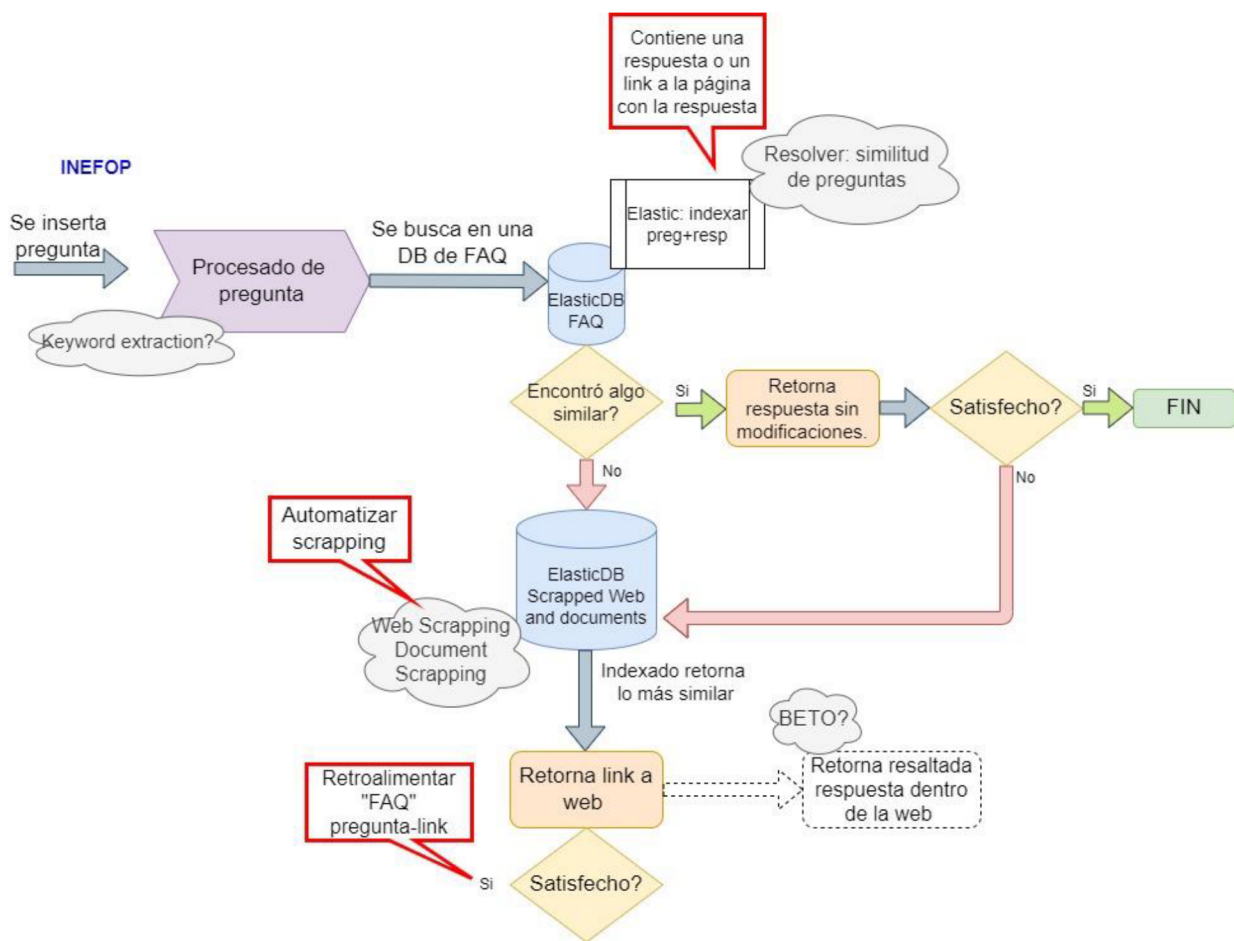 Contiene una
respuesta o un
link a la página
con la respuesta
Resolver: similitud
de preguntas
INEFOP
Se inserta
pregunta
Procesado de
pregunta
Keyword extraction?
Se busca en una
DB de FAQ
Elastic: indexar
preg+resp
ElasticDB
FAQ
Encontró algo
similar?
Si
Retorna
respuesta sin
modificaciones.
Satisfecho?
Si
FIN
No
No
Automatizar
scrapping
ElasticDB
Scrapped Web
and documents
Web Scrapping
Document
Scrapping
Indexado retorna
lo más similar
BETO?
Retorna link a
web
Retorna resaltada
respuesta dentro
de la web
Retroalimentar
"FAQ"
pregunta-link
Si
Satisfecho?